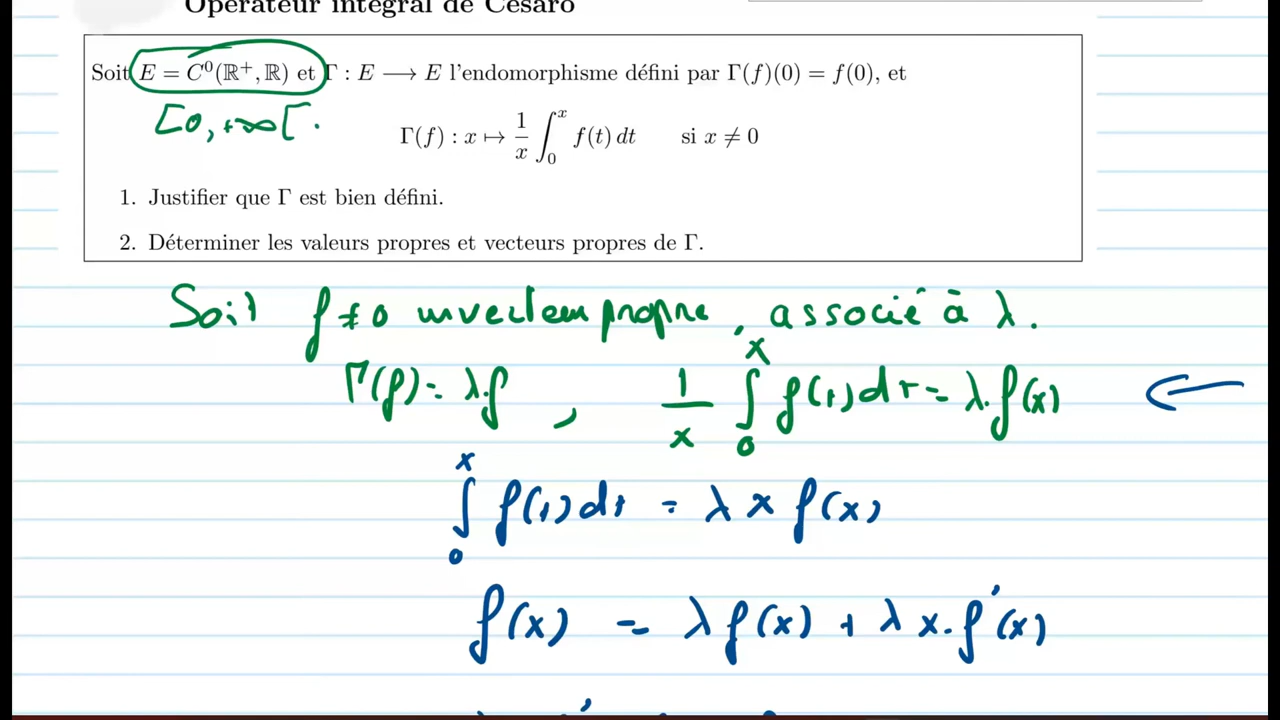 Opérateur intégral de Césaro
Soit E = C⁰(ℝ⁺, ℝ) et Γ : E ⟶ E l'endomorphisme défini par Γ(f)(0) = f(0), et
[0, +∞[.
Γ(f) : x ↦ 1/x ∫₀ˣ f(t) dt si x ≠ 0
1. Justifier que Γ est bien défini.
2. Déterminer les valeurs propres et vecteurs propres de Γ.
Soit f ≠ 0 un vecteur propre, associé à λ.
Γ(f) = λ.f , 1/x ∫₀ˣ f(t) dt = λ.f(x)
∫₀ˣ f(t) dt = λ x f(x)
f(x) = λ f(x) + λ x. f'(x)